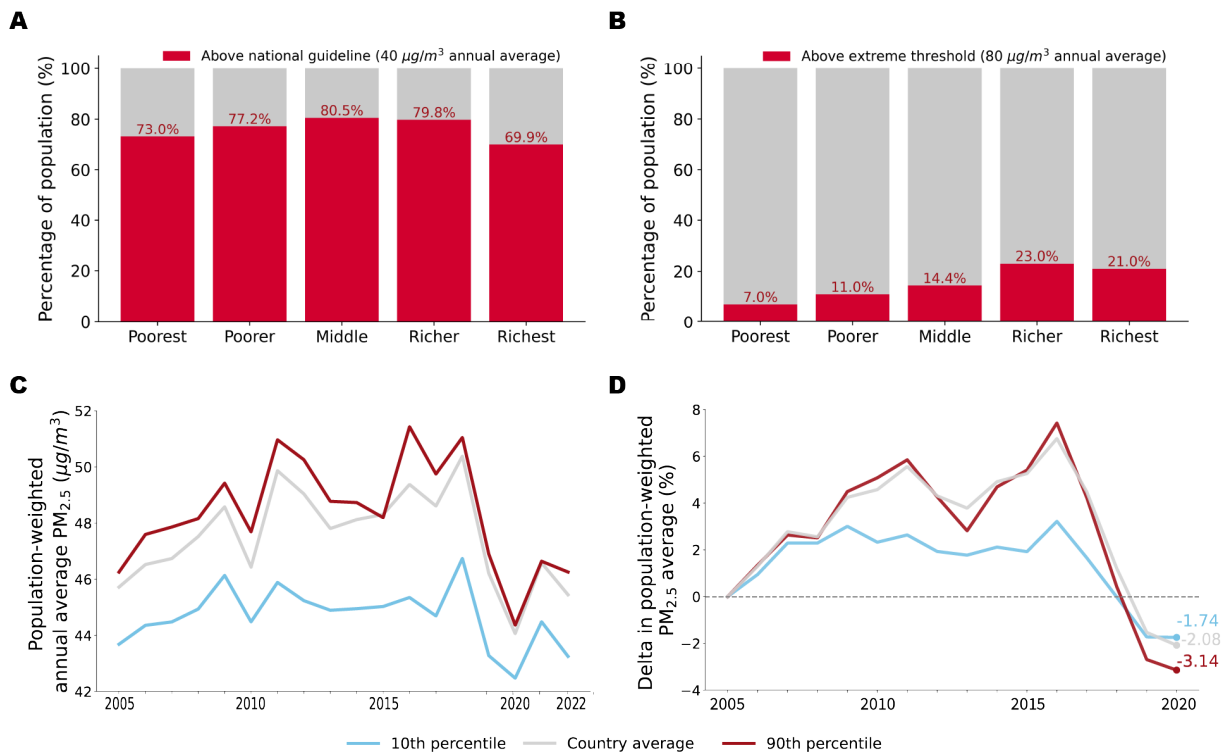 A
Above national guideline (40 μg/m³ annual average)
Percentage of population (%)
100
80
60
40
20
0
73.0%
77.2%
80.5%
79.8%
69.9%
Poorest
Poorer
Middle
Richer
Richest
B
Above extreme threshold (80 μg/m³ annual average)
Percentage of population (%)
100
80
60
40
20
0
7.0%
11.0%
14.4%
23.0%
21.0%
Poorest
Poorer
Middle
Richer
Richest
C
Population-weighted
annual average PM₂.₅ (μg/m³)
52
50
48
46
44
42
2005
2010
2015
2020
2022
D
Delta in population-weighted
PM₂.₅ average (%)
8
6
4
2
0
−2
−4
-1.74
-2.08
-3.14
2005
2010
2015
2020
10th percentile
Country average
90th percentile